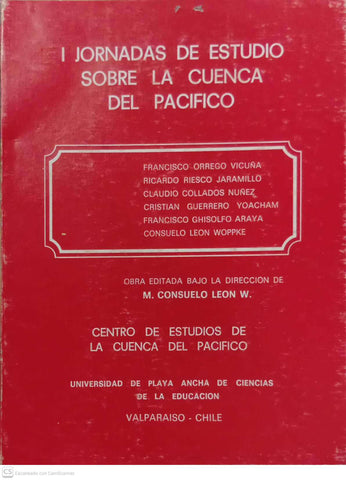 I JORNADAS DE ESTUDIO
SOBRE LA CUENCA
DEL PACIFICO
FRANCISCO ORREGO VICUÑA
RICARDO RIESCO JARAMILLO
CLAUDIO COLLADOS NUÑEZ
CRISTIAN GUERRERO YOACHAM
FRANCISCO GHISOLFO ARAYA
CONSUELO LEON WOPPKE
OBRA EDITADA BAJO LA DIRECCION DE
M. CONSUELO LEON W.
CENTRO DE ESTUDIOS DE
LA CUENCA DEL PACIFICO
UNIVERSIDAD DE PLAYA ANCHA DE CIENCIAS
DE LA EDUCACION
VALPARAISO - CHILE
CS Escaneado con CamScanner